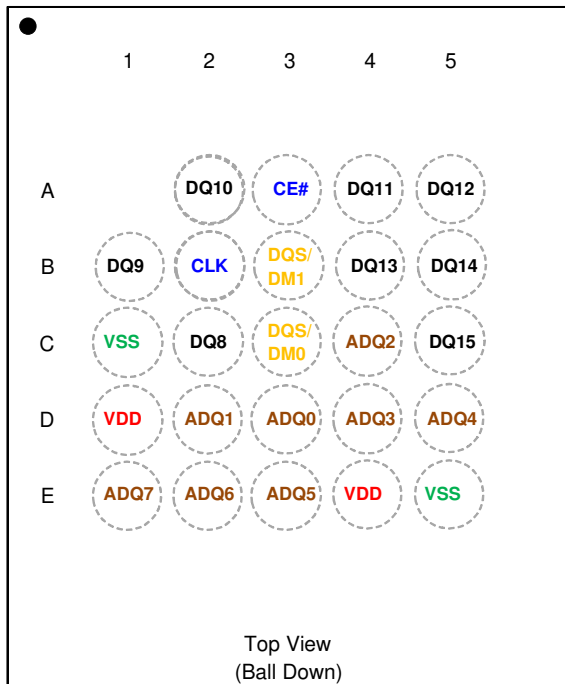 1 2 3 4 5
A DQ10 CE# DQ11 DQ12
B DQ9 CLK DQS/ DM1 DQ13 DQ14
C VSS DQ8 DQS/ DM0 ADQ2 DQ15
D VDD ADQ1 ADQ0 ADQ3 ADQ4
E ADQ7 ADQ6 ADQ5 VDD VSS
Top View
(Ball Down)